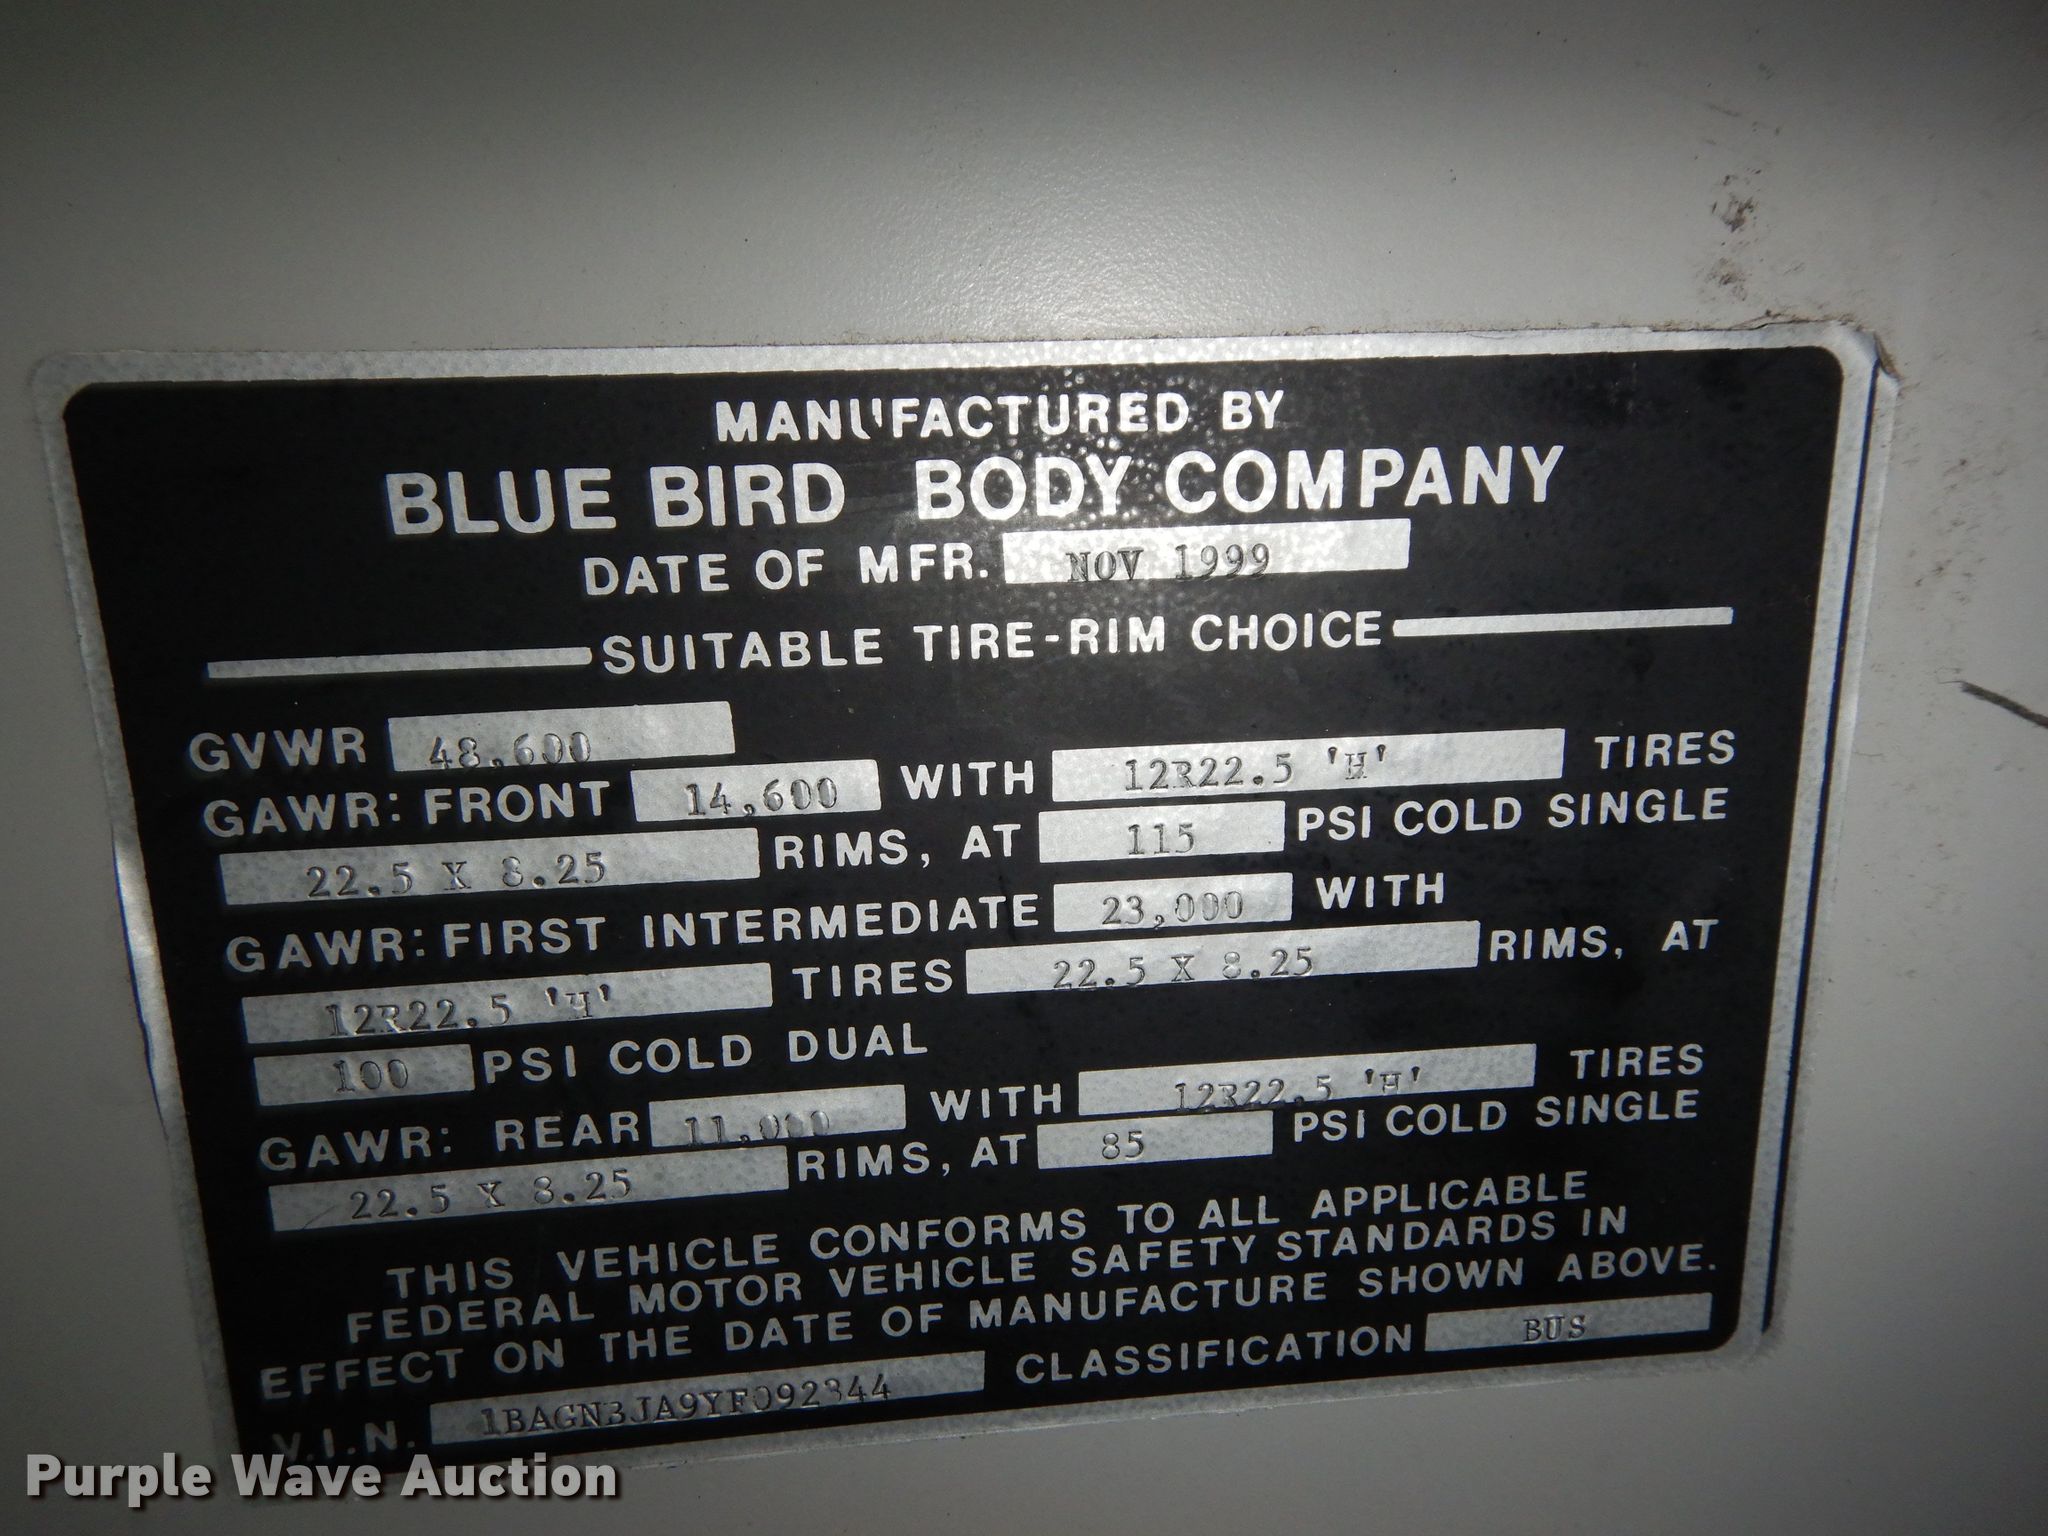 MANUFACTURED BY
BLUE BIRD BODY COMPANY
DATE OF MFR. NOV 1999
SUITABLE TIRE-RIM CHOICE
GVWR 48,600
GAWR: FRONT 14,600 WITH 12R22.5 'H' TIRES
22.5 X 8.25 RIMS, AT 115 PSI COLD SINGLE
GAWR: FIRST INTERMEDIATE 23,000 WITH
12R22.5 'H' TIRES 22.5 X 8.25 RIMS, AT
100 PSI COLD DUAL
GAWR: REAR 11,000 WITH 12R22.5 'H' TIRES
22.5 X 8.25 RIMS, AT 85 PSI COLD SINGLE
THIS VEHICLE CONFORMS TO ALL APPLICABLE
FEDERAL MOTOR VEHICLE SAFETY STANDARDS IN
EFFECT ON THE DATE OF MANUFACTURE SHOWN ABOVE.
V.I.N. 1BAGN3JA9YF092344 CLASSIFICATION BUS
Purple Wave Auction